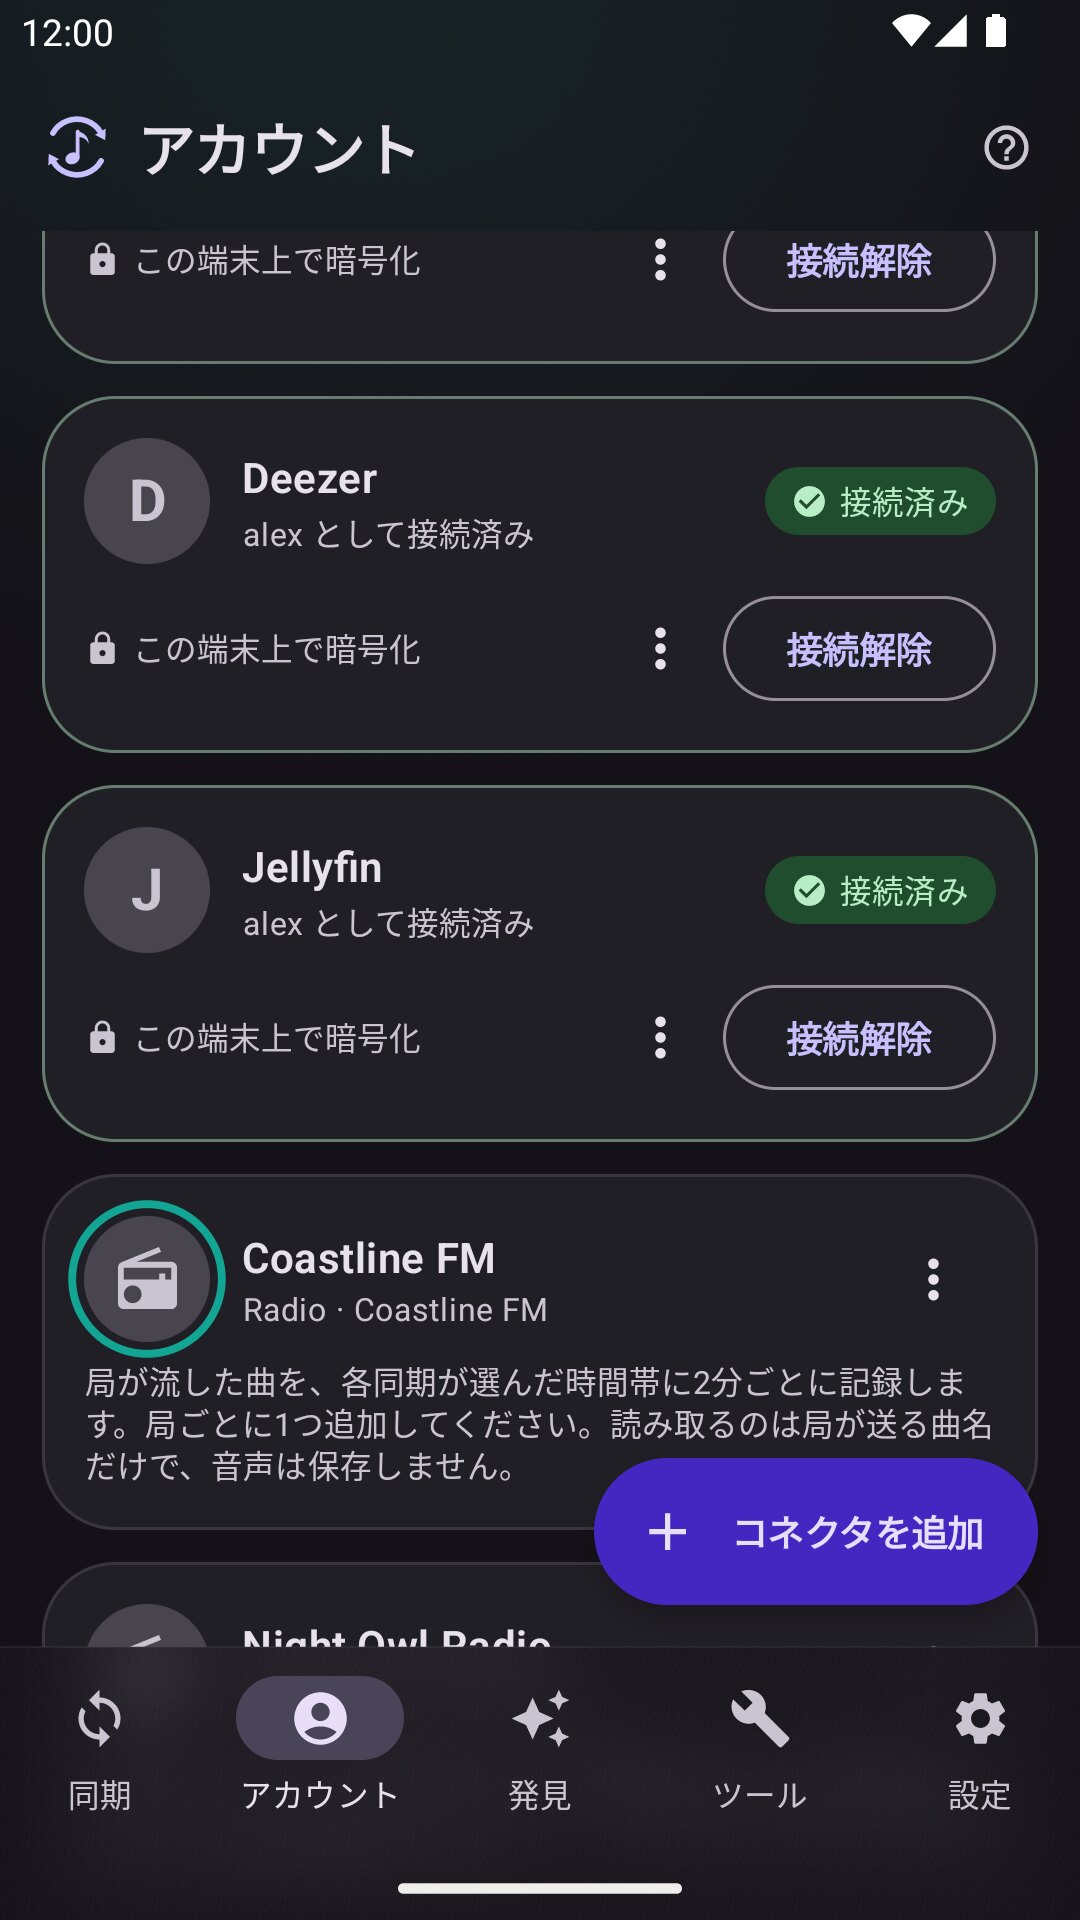 12:00
アカウント
この端末上で暗号化
接続解除
D
Deezer
alex として接続済み
接続済み
この端末上で暗号化
接続解除
J
Jellyfin
alex として接続済み
接続済み
この端末上で暗号化
接続解除
Coastline FM
Radio · Coastline FM
局が流した曲を、各同期が選んだ時間帯に2分ごとに記録しま
す。局ごとに1つ追加してください。読み取るのは局が送る曲名
だけで、音声は保存しません。
コネクタを追加
Night Owl Radio
同期
アカウント
発見
ツール
設定